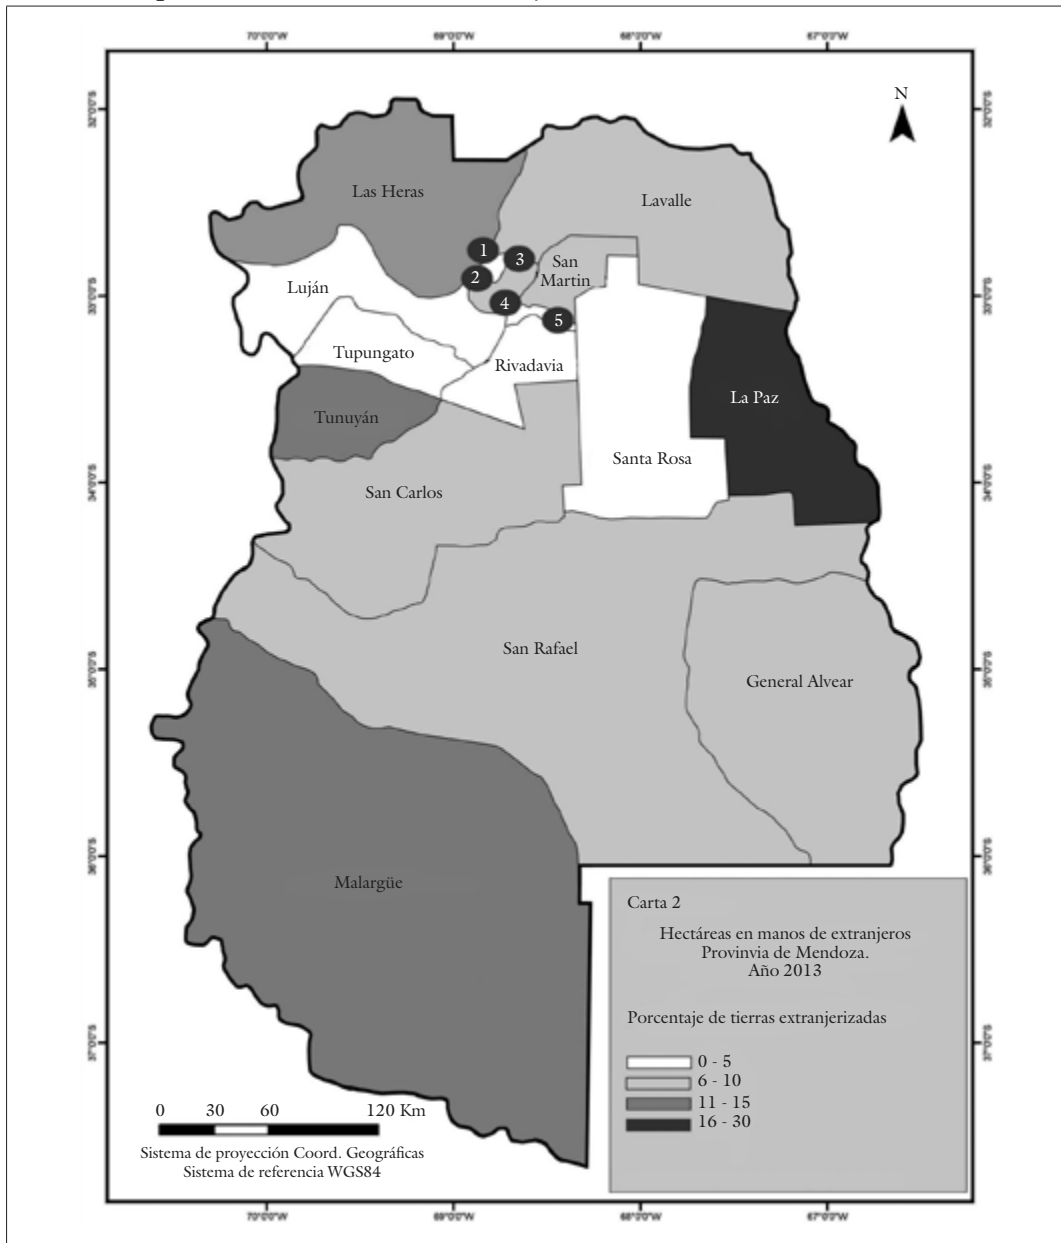 70°0'0"W 69°0'0"W 68°0'0"W 67°0'0"W
N
32°0'0"S 32°0'0"S
Las Heras
Lavalle
1
3
San
Martin
2
Luján
33°0'0"S 33°0'0"S
4
5
Tupungato
Rivadavia
La Paz
Tunuyán
Santa Rosa
34°0'0"S 34°0'0"S
San Carlos
San Rafael
35°0'0"S 35°0'0"S
General Alvear
36°0'0"S 36°0'0"S
Malargüe
Carta 2
Hectáreas en manos de extranjeros
Provinvia de Mendoza.
Año 2013
Porcentaje de tierras extranjerizadas
0 - 5
6 - 10
11 - 15
16 - 30
37°0'0"S 37°0'0"S
0 30 60 120 Km
Sistema de proyección Coord. Geográficas
Sistema de referencia WGS84
70°0'0"W 69°0'0"W 68°0'0"W 67°0'0"W